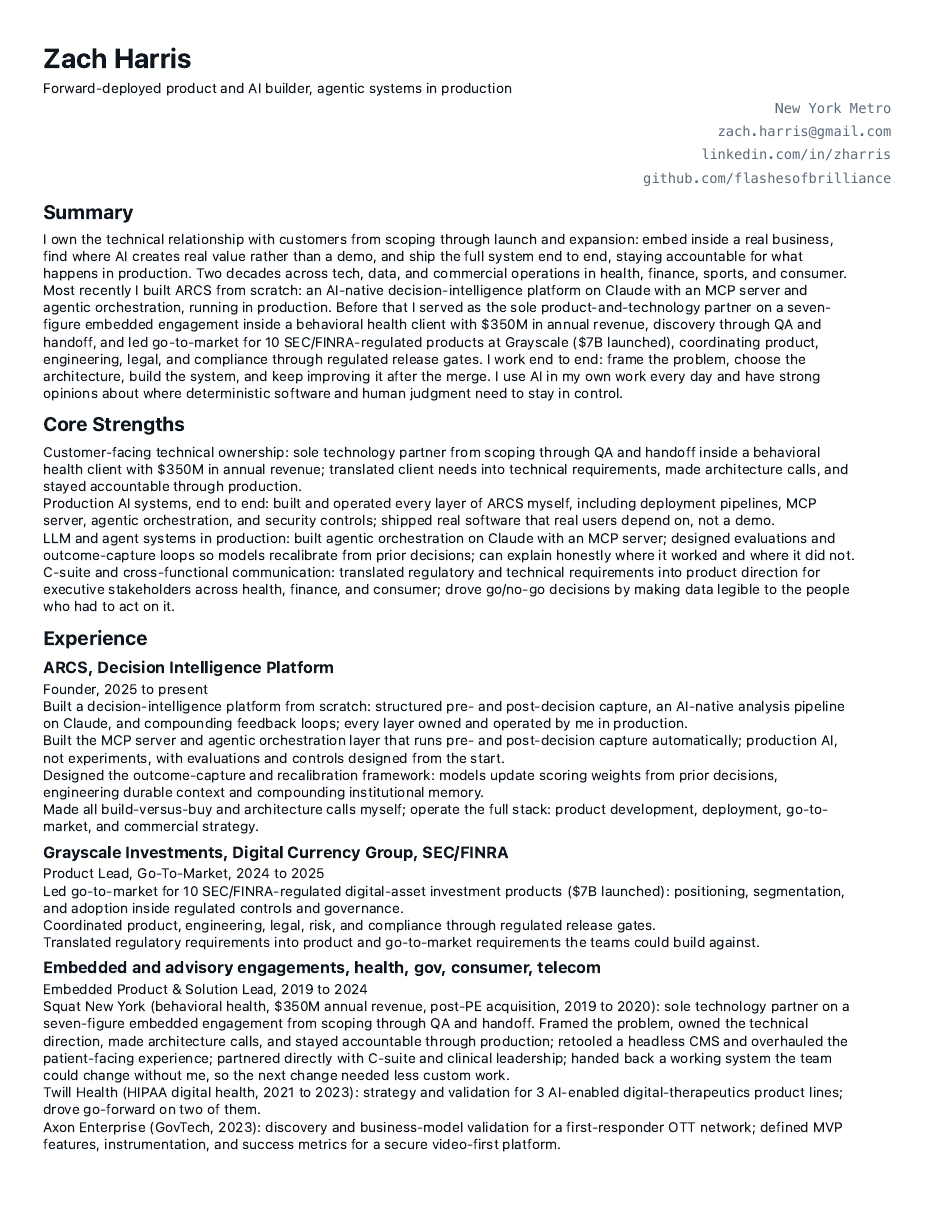 Zach Harris
Forward-deployed product and AI builder, agentic systems in production
New York Metro
zach.harris@gmail.com
linkedin.com/in/zharris
github.com/flashesofbrilliance
Summary
I own the technical relationship with customers from scoping through launch and expansion: embed inside a real business,
find where AI creates real value rather than a demo, and ship the full system end to end, staying accountable for what
happens in production. Two decades across tech, data, and commercial operations in health, finance, sports, and consumer.
Most recently I built ARCS from scratch: an AI-native decision-intelligence platform on Claude with an MCP server and
agentic orchestration, running in production. Before that I served as the sole product-and-technology partner on a seven-
figure embedded engagement inside a behavioral health client with $350M in annual revenue, discovery through QA and
handoff, and led go-to-market for 10 SEC/FINRA-regulated products at Grayscale ($7B launched), coordinating product,
engineering, legal, and compliance through regulated release gates. I work end to end: frame the problem, choose the
architecture, build the system, and keep improving it after the merge. I use AI in my own work every day and have strong
opinions about where deterministic software and human judgment need to stay in control.
Core Strengths
Customer-facing technical ownership: sole technology partner from scoping through QA and handoff inside a behavioral
health client with $350M in annual revenue; translated client needs into technical requirements, made architecture calls, and
stayed accountable through production.
Production AI systems, end to end: built and operated every layer of ARCS myself, including deployment pipelines, MCP
server, agentic orchestration, and security controls; shipped real software that real users depend on, not a demo.
LLM and agent systems in production: built agentic orchestration on Claude with an MCP server; designed evaluations and
outcome-capture loops so models recalibrate from prior decisions; can explain honestly where it worked and where it did not.
C-suite and cross-functional communication: translated regulatory and technical requirements into product direction for
executive stakeholders across health, finance, and consumer; drove go/no-go decisions by making data legible to the people
who had to act on it.
Experience
ARCS, Decision Intelligence Platform
Founder, 2025 to present
Built a decision-intelligence platform from scratch: structured pre- and post-decision capture, an AI-native analysis pipeline
on Claude, and compounding feedback loops; every layer owned and operated by me in production.
Built the MCP server and agentic orchestration layer that runs pre- and post-decision capture automatically; production AI,
not experiments, with evaluations and controls designed from the start.
Designed the outcome-capture and recalibration framework: models update scoring weights from prior decisions,
engineering durable context and compounding institutional memory.
Made all build-versus-buy and architecture calls myself; operate the full stack: product development, deployment, go-to-
market, and commercial strategy.
Grayscale Investments, Digital Currency Group, SEC/FINRA
Product Lead, Go-To-Market, 2024 to 2025
Led go-to-market for 10 SEC/FINRA-regulated digital-asset investment products ($7B launched): positioning, segmentation,
and adoption inside regulated controls and governance.
Coordinated product, engineering, legal, risk, and compliance through regulated release gates.
Translated regulatory requirements into product and go-to-market requirements the teams could build against.
Embedded and advisory engagements, health, gov, consumer, telecom
Embedded Product & Solution Lead, 2019 to 2024
Squat New York (behavioral health, $350M annual revenue, post-PE acquisition, 2019 to 2020): sole technology partner on a
seven-figure embedded engagement from scoping through QA and handoff. Framed the problem, owned the technical
direction, made architecture calls, and stayed accountable through production; retooled a headless CMS and overhauled the
patient-facing experience; partnered directly with C-suite and clinical leadership; handed back a working system the team
could change without me, so the next change needed less custom work.
Twill Health (HIPAA digital health, 2021 to 2023): strategy and validation for 3 AI-enabled digital-therapeutics product lines;
drove go-forward on two of them.
Axon Enterprise (GovTech, 2023): discovery and business-model validation for a first-responder OTT network; defined MVP
features, instrumentation, and success metrics for a secure video-first platform.